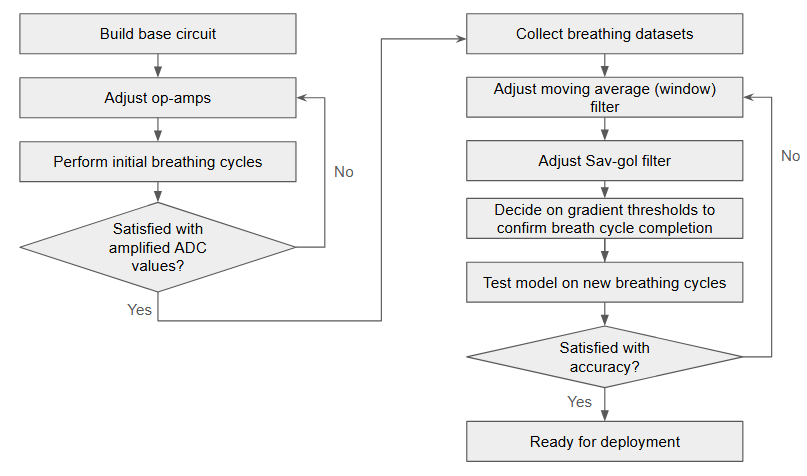 Build base circuit
Adjust op-amps
Perform initial breathing cycles
No
Satisfied with
amplified ADC
values?
Yes
Collect breathing datasets
Adjust moving average (window)
filter
No
Adjust Sav-gol filter
Decide on gradient thresholds to
confirm breath cycle completion
Test model on new breathing cycles
Satisfied with
accuracy?
Yes
Ready for deployment